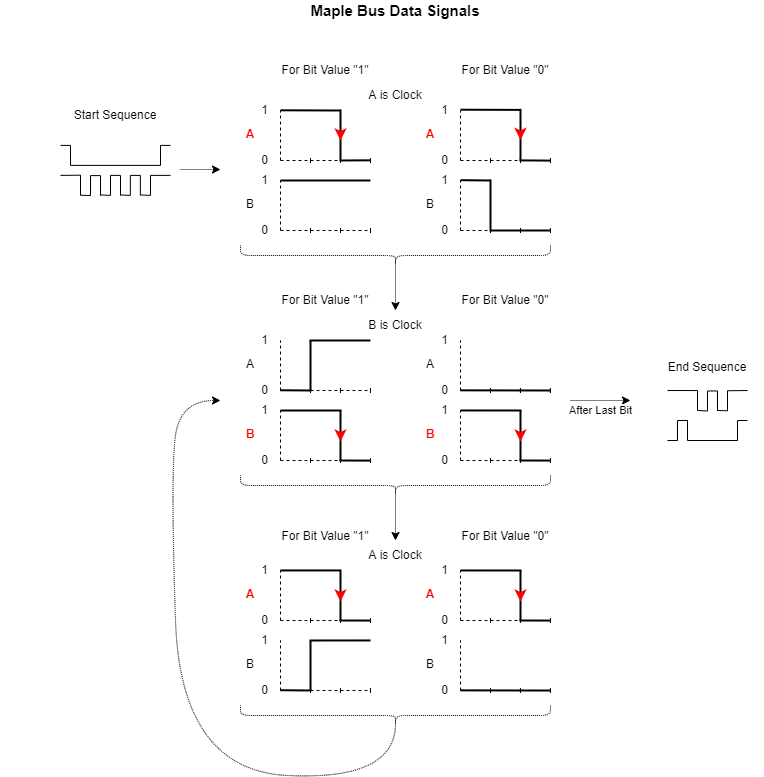 Maple Bus Data Signals
For Bit Value "1"
For Bit Value "0"
A is Clock
Start Sequence
1
A
0
1
A
0
1
B
0
1
B
0
For Bit Value "1"
For Bit Value "0"
B is Clock
1
A
0
1
A
0
1
B
0
1
B
0
End Sequence
After Last Bit
For Bit Value "1"
For Bit Value "0"
A is Clock
1
A
0
1
A
0
1
B
0
1
B
0